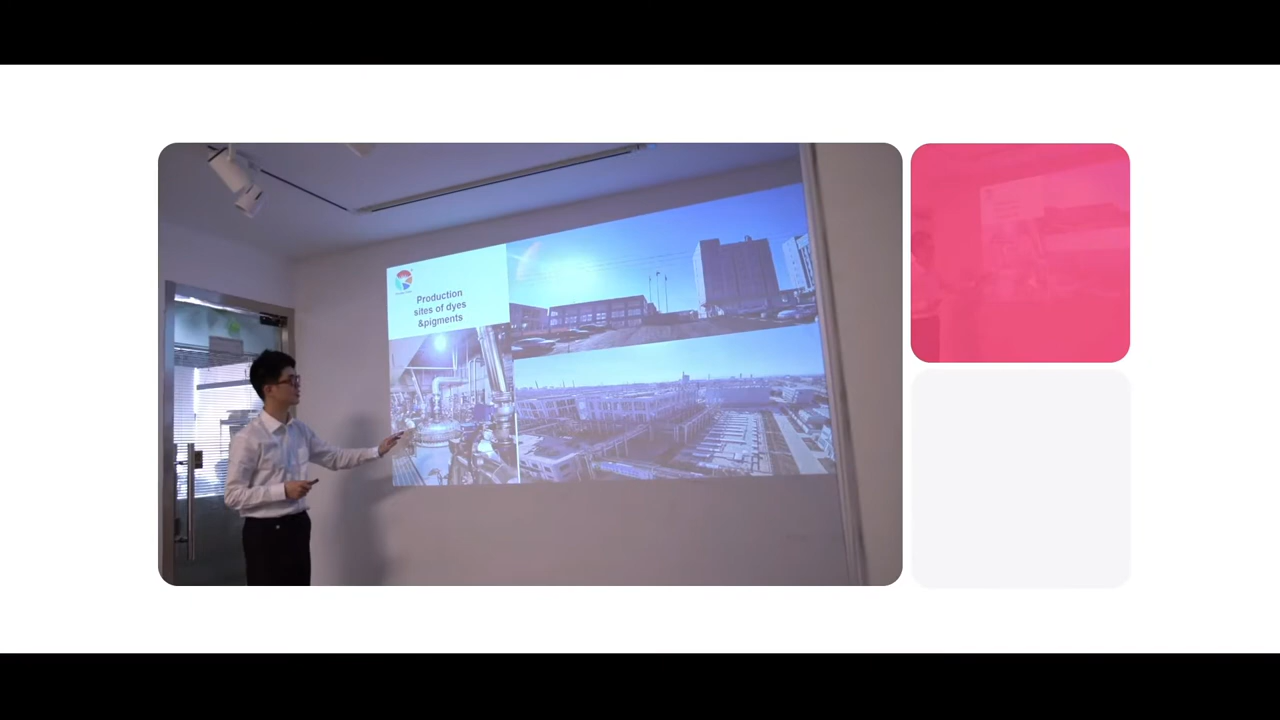 Production
sites of dyes
&pigments